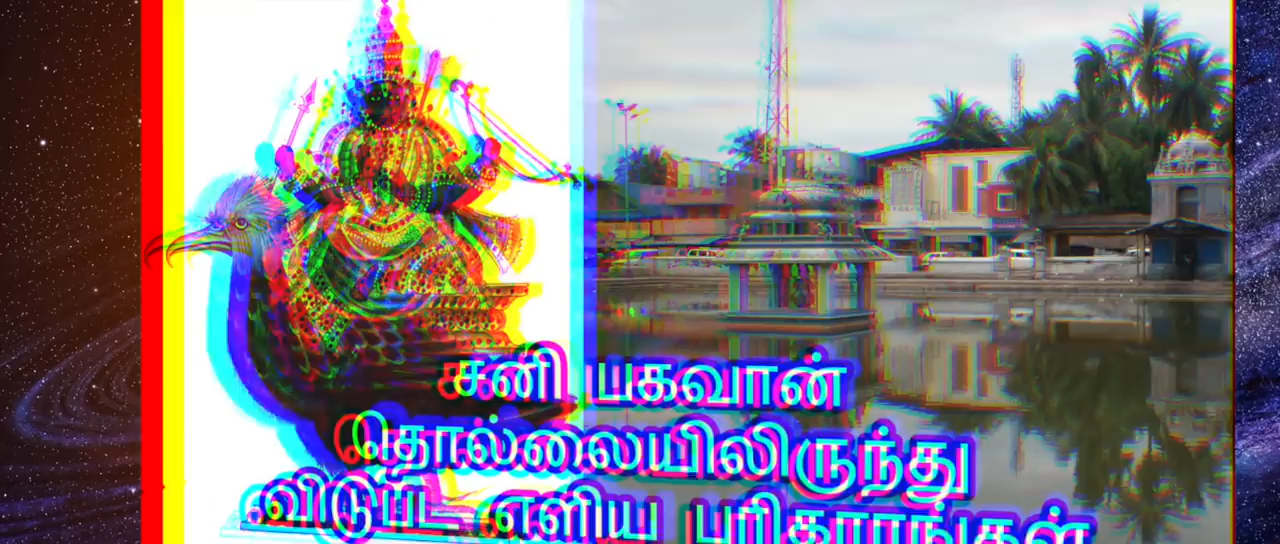 சனி பகவான்
தொல்லையிலிருந்து
விடுபட எளிய பரிகாரங்கள்